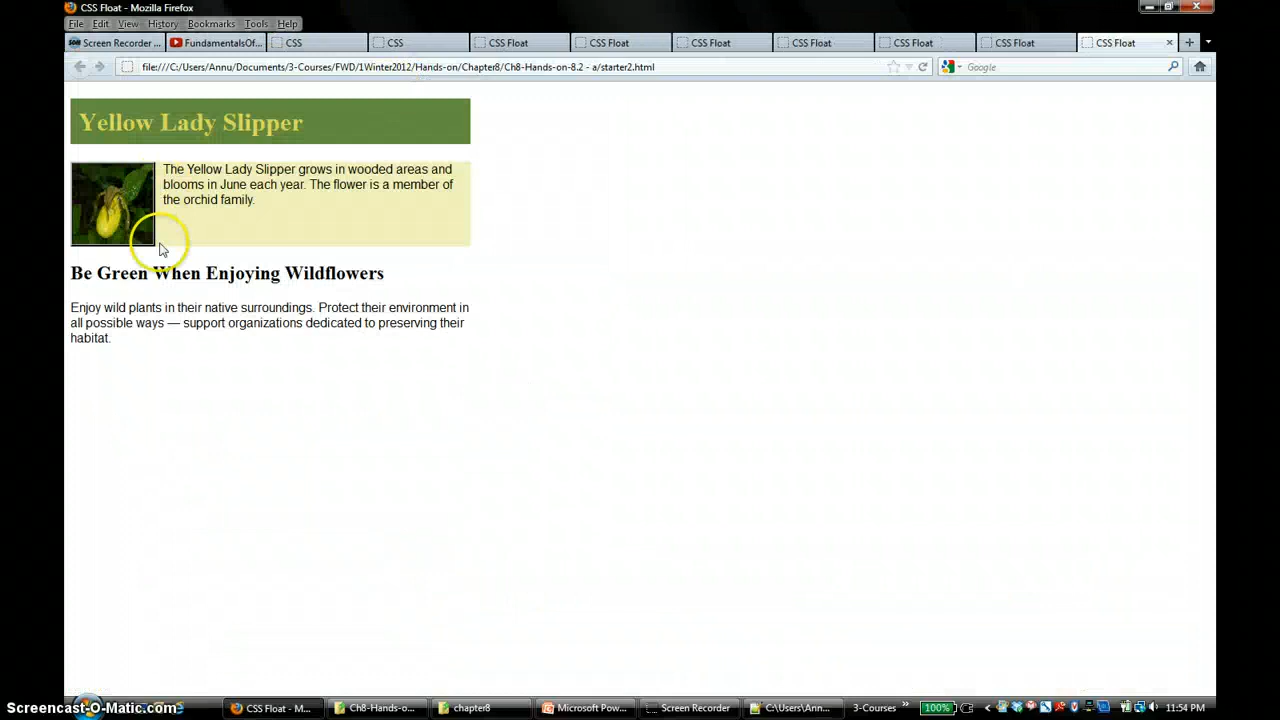 CSS Float - Mozilla Firefox
File Edit View History Bookmarks Tools Help
Screen Recorder ... FundamentalsOf... CSS CSS CSS Float CSS Float CSS Float CSS Float CSS Float CSS Float CSS Float
file:///C:/Users/Annu/Documents/3-Courses/FWD/1Winter2012/Hands-on/Chapter8/Ch8-Hands-on-8.2 - a/starter2.html Google
Yellow Lady Slipper
The Yellow Lady Slipper grows in wooded areas and
blooms in June each year. The flower is a member of
the orchid family.
Be Green When Enjoying Wildflowers
Enjoy wild plants in their native surroundings. Protect their environment in
all possible ways — support organizations dedicated to preserving their
habitat.
Screencast-O-Matic.com CSS Float - M... Ch8-Hands-o... chapter8 Microsoft Pow... Screen Recorder C:\Users\Ann... 3-Courses » 100% 11:54 PM